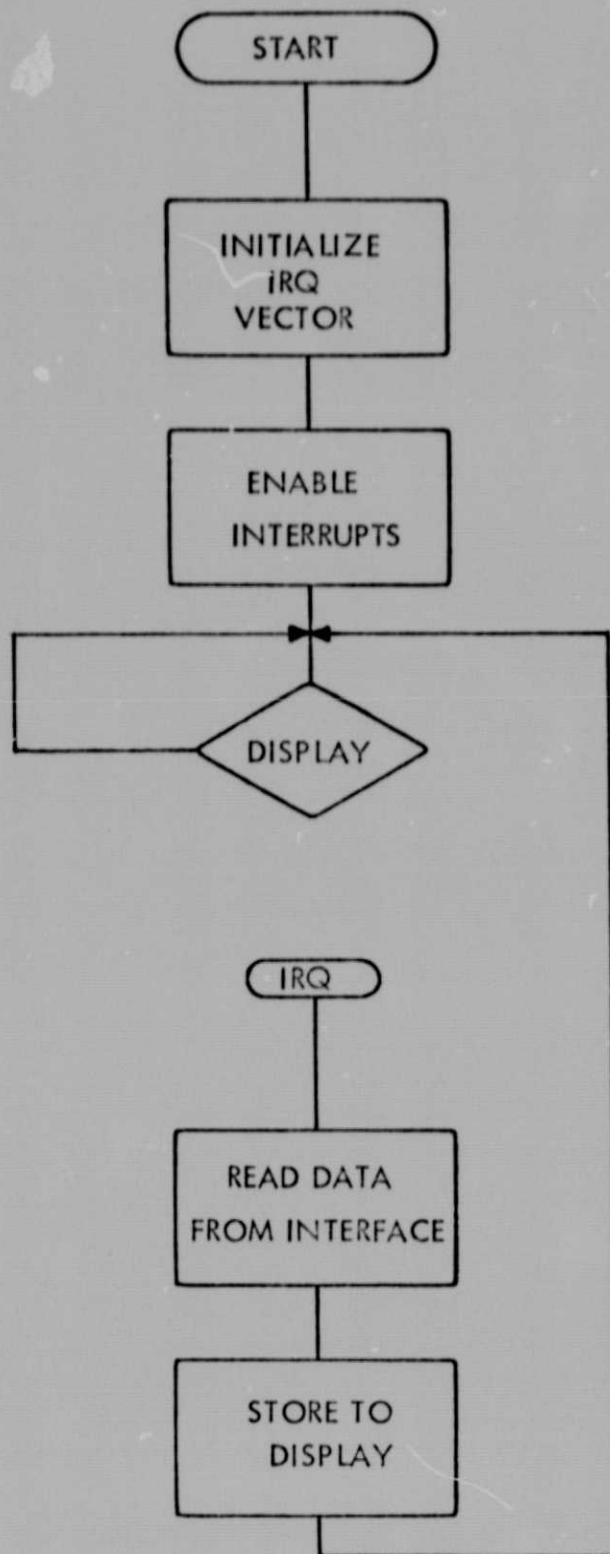 START
INITIALIZE
iRQ
VECTOR
ENABLE
INTERRUPTS
DISPLAY
IRQ
READ DATA
FROM INTERFACE
STORE TO
DISPLAY